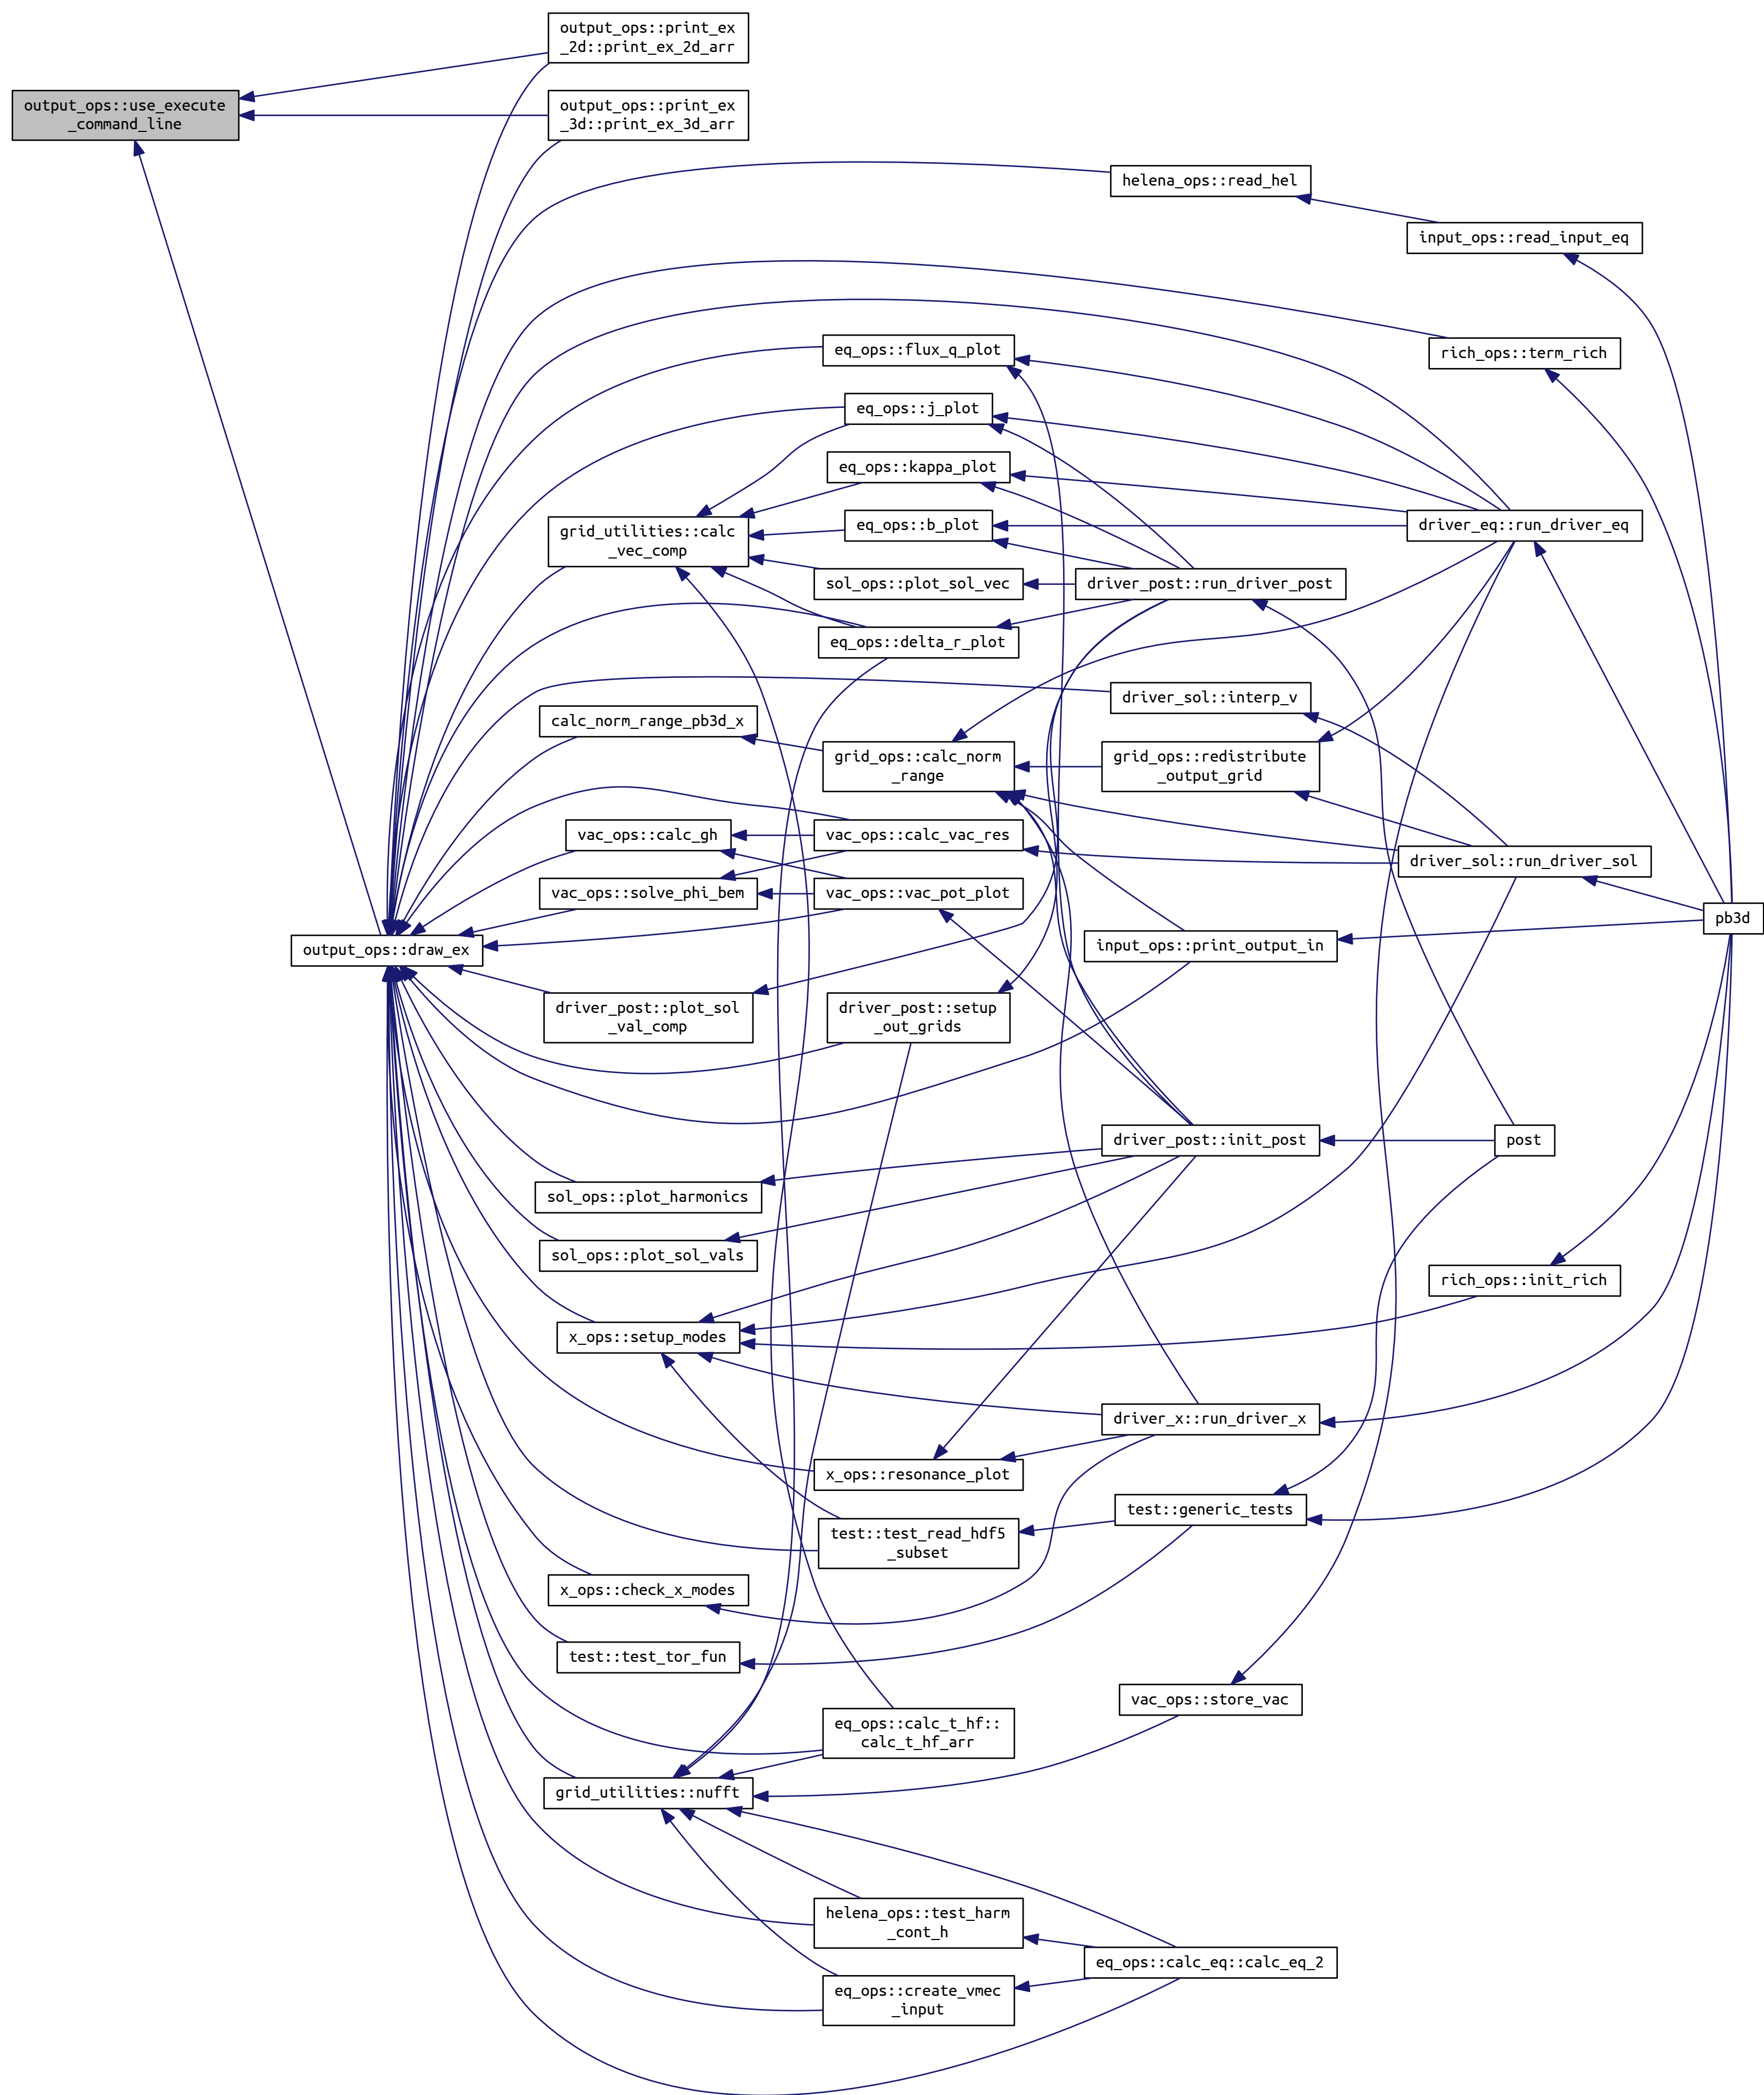 output_ops::print_ex
_2d::print_ex_2d_arr
output_ops::use_execute
_command_line
output_ops::print_ex
_3d::print_ex_3d_arr
helena_ops::read_hel
input_ops::read_input_eq
eq_ops::flux_q_plot
rich_ops::term_rich
eq_ops::j_plot
eq_ops::kappa_plot
grid_utilities::calc
_vec_comp
eq_ops::b_plot
driver_eq::run_driver_eq
sol_ops::plot_sol_vec
driver_post::run_driver_post
eq_ops::delta_r_plot
driver_sol::interp_v
calc_norm_range_pb3d_x
grid_ops::calc_norm
_range
grid_ops::redistribute
_output_grid
vac_ops::calc_gh
vac_ops::calc_vac_res
driver_sol::run_driver_sol
vac_ops::solve_phi_bem
vac_ops::vac_pot_plot
pb3d
output_ops::draw_ex
input_ops::print_output_in
driver_post::plot_sol
_val_comp
driver_post::setup
_out_grids
driver_post::init_post
post
sol_ops::plot_harmonics
sol_ops::plot_sol_vals
rich_ops::init_rich
x_ops::setup_modes
driver_x::run_driver_x
x_ops::resonance_plot
test::generic_tests
test::test_read_hdf5
_subset
x_ops::check_x_modes
test::test_tor_fun
vac_ops::store_vac
eq_ops::calc_t_hf::
calc_t_hf_arr
grid_utilities::nufft
helena_ops::test_harm
_cont_h
eq_ops::calc_eq::calc_eq_2
eq_ops::create_vmec
_input